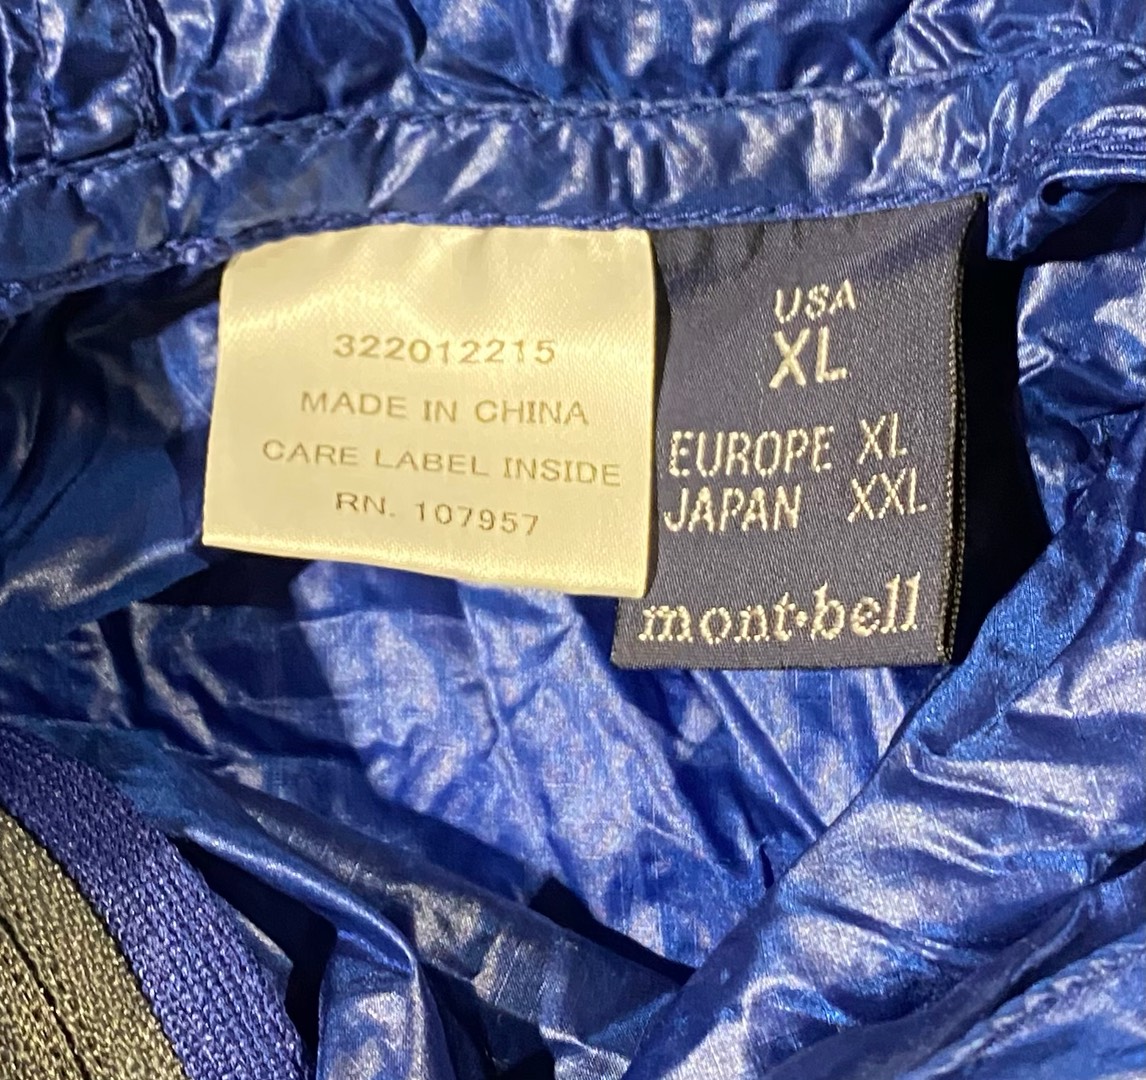 322012215
MADE IN CHINA
CARE LABEL INSIDE
RN. 107957
USA
XL
EUROPE XL
JAPAN XXL
mont•bell